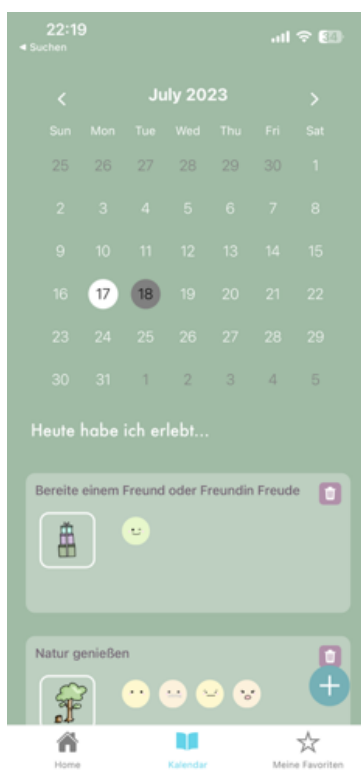 22:19
34
◀ Suchen
July 2023
Sun Mon Tue Wed Thu Fri Sat
25 26 27 28 29 30 1
2 3 4 5 6 7 8
9 10 11 12 13 14 15
16 17 18 19 20 21 22
23 24 25 26 27 28 29
30 31 1 2 3 4 5
Heute habe ich erlebt...
Bereite einem Freund oder Freundin Freude
Natur genießen
Home Kalendar Meine Favoriten